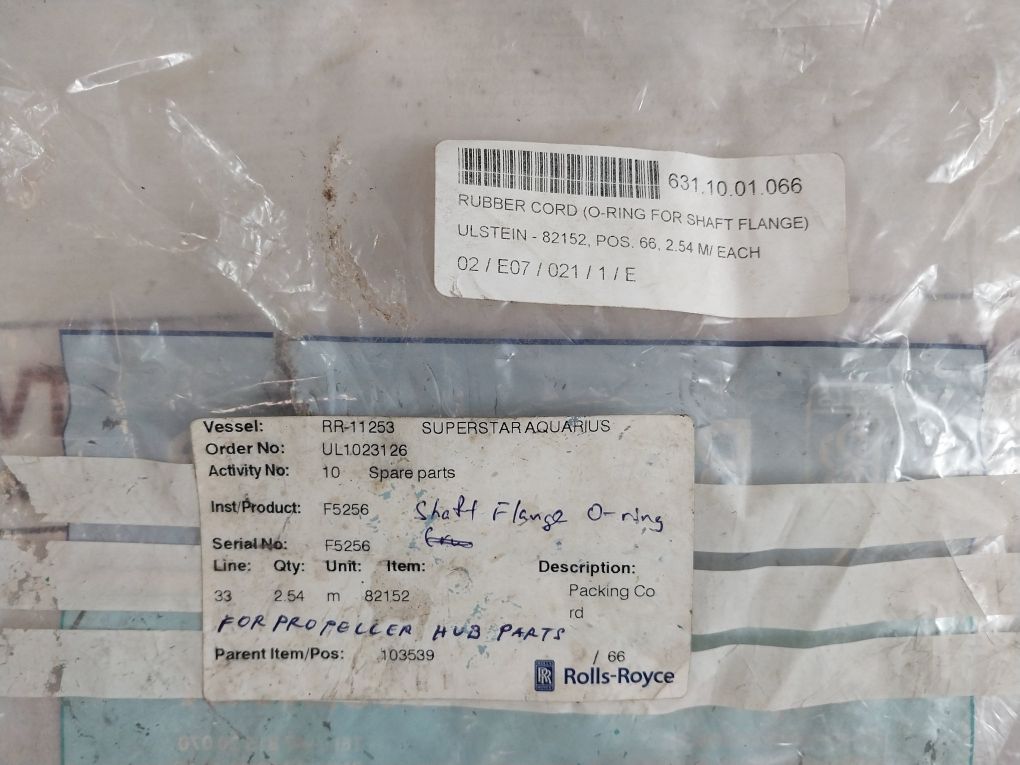 631.10.01.066
RUBBER CORD (O-RING FOR SHAFT FLANGE)
ULSTEIN - 82152, POS. 66, 2.54 M/ EACH
02 / E07 / 021 / 1 / E
Vessel: RR-11253 SUPERSTAR AQUARIUS
Order No: UL1023126
Activity No: 10 Spare parts
Inst/Product: F5256 Shaft Flange O-ring
Serial No: F5256
Line: Qty: Unit: Item: Description:
33 2.54 m 82152 Packing Co
rd
FOR PROPELLER HUB PARTS
Parent Item/Pos: 103539 / 66
RR Rolls-Royce